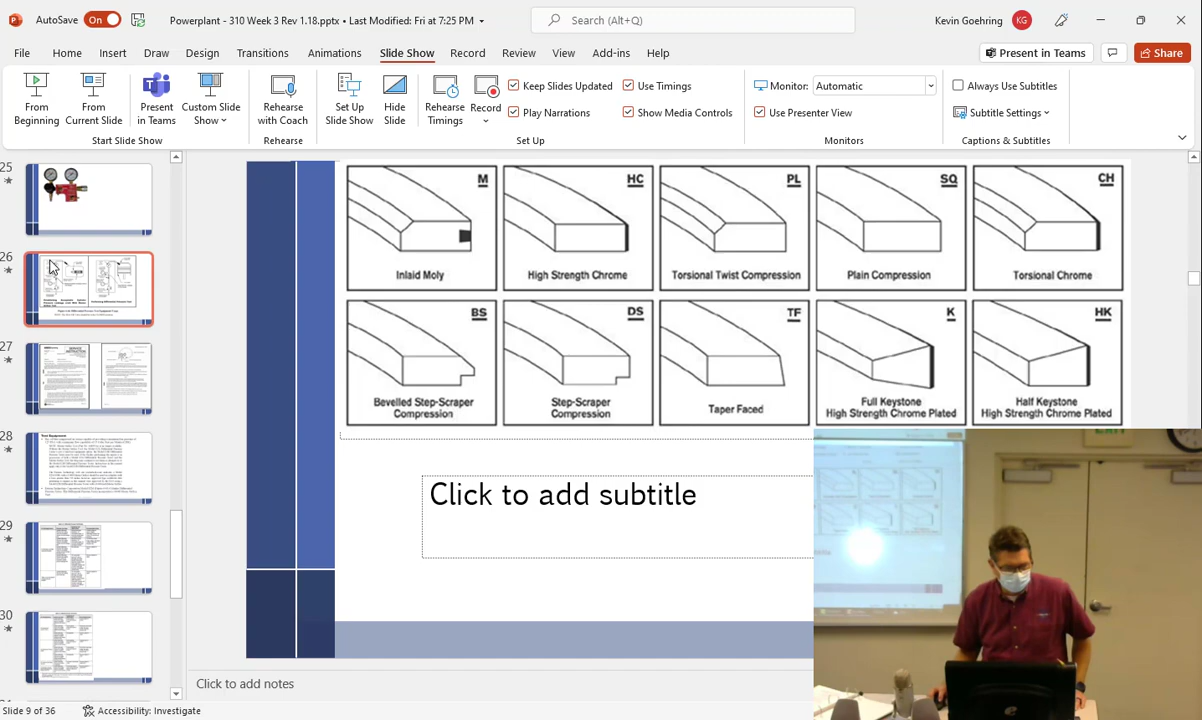 AutoSave On Powerplant - 310 Week 3 Rev 1.18.pptx • Last Modified: Fri at 7:25 PM Search (Alt+Q) Kevin Goehring KG
File Home Insert Draw Design Transitions Animations Slide Show Record Review View Add-ins Help Present in Teams Share
From Beginning
From Current Slide
Present in Teams
Custom Slide Show
Start Slide Show
Rehearse with Coach
Rehearse
Set Up Slide Show
Hide Slide
Rehearse Timings
Record
Keep Slides Updated
Play Narrations
Use Timings
Show Media Controls
Set Up
Monitor: Automatic
Use Presenter View
Monitors
Always Use Subtitles
Subtitle Settings
Captions & Subtitles
25
26
27
SERVICE
INSTRUCTION
28
29
30
M
Inlaid Moly
HC
High Strength Chrome
PL
Torsional Twist Compression
SQ
Plain Compression
CH
Torsional Chrome
BS
Bevelled Step-Scraper
Compression
DS
Step-Scraper
Compression
TF
Taper Faced
K
Full Keystone
High Strength Chrome Plated
HK
Half Keystone
High Strength Chrome Plated
Click to add subtitle
Click to add notes
Slide 9 of 36 Accessibility: Investigate